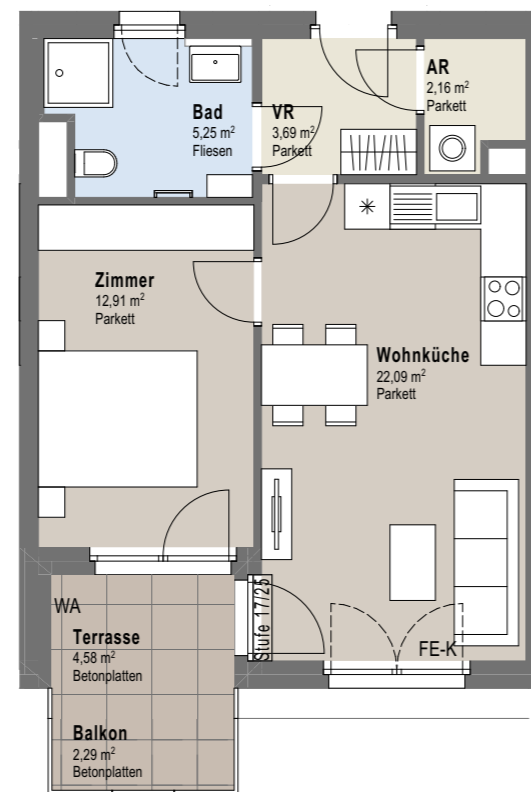 Bad
5,25 m²
Fliesen
VR
3,69 m²
Parkett
AR
2,16 m²
Parkett
Zimmer
12,91 m²
Parkett
Wohnküche
22,09 m²
Parkett
WA
Terrasse
4,58 m²
Betonplatten
Stufe 17/25
FE-K
Balkon
2,29 m²
Betonplatten